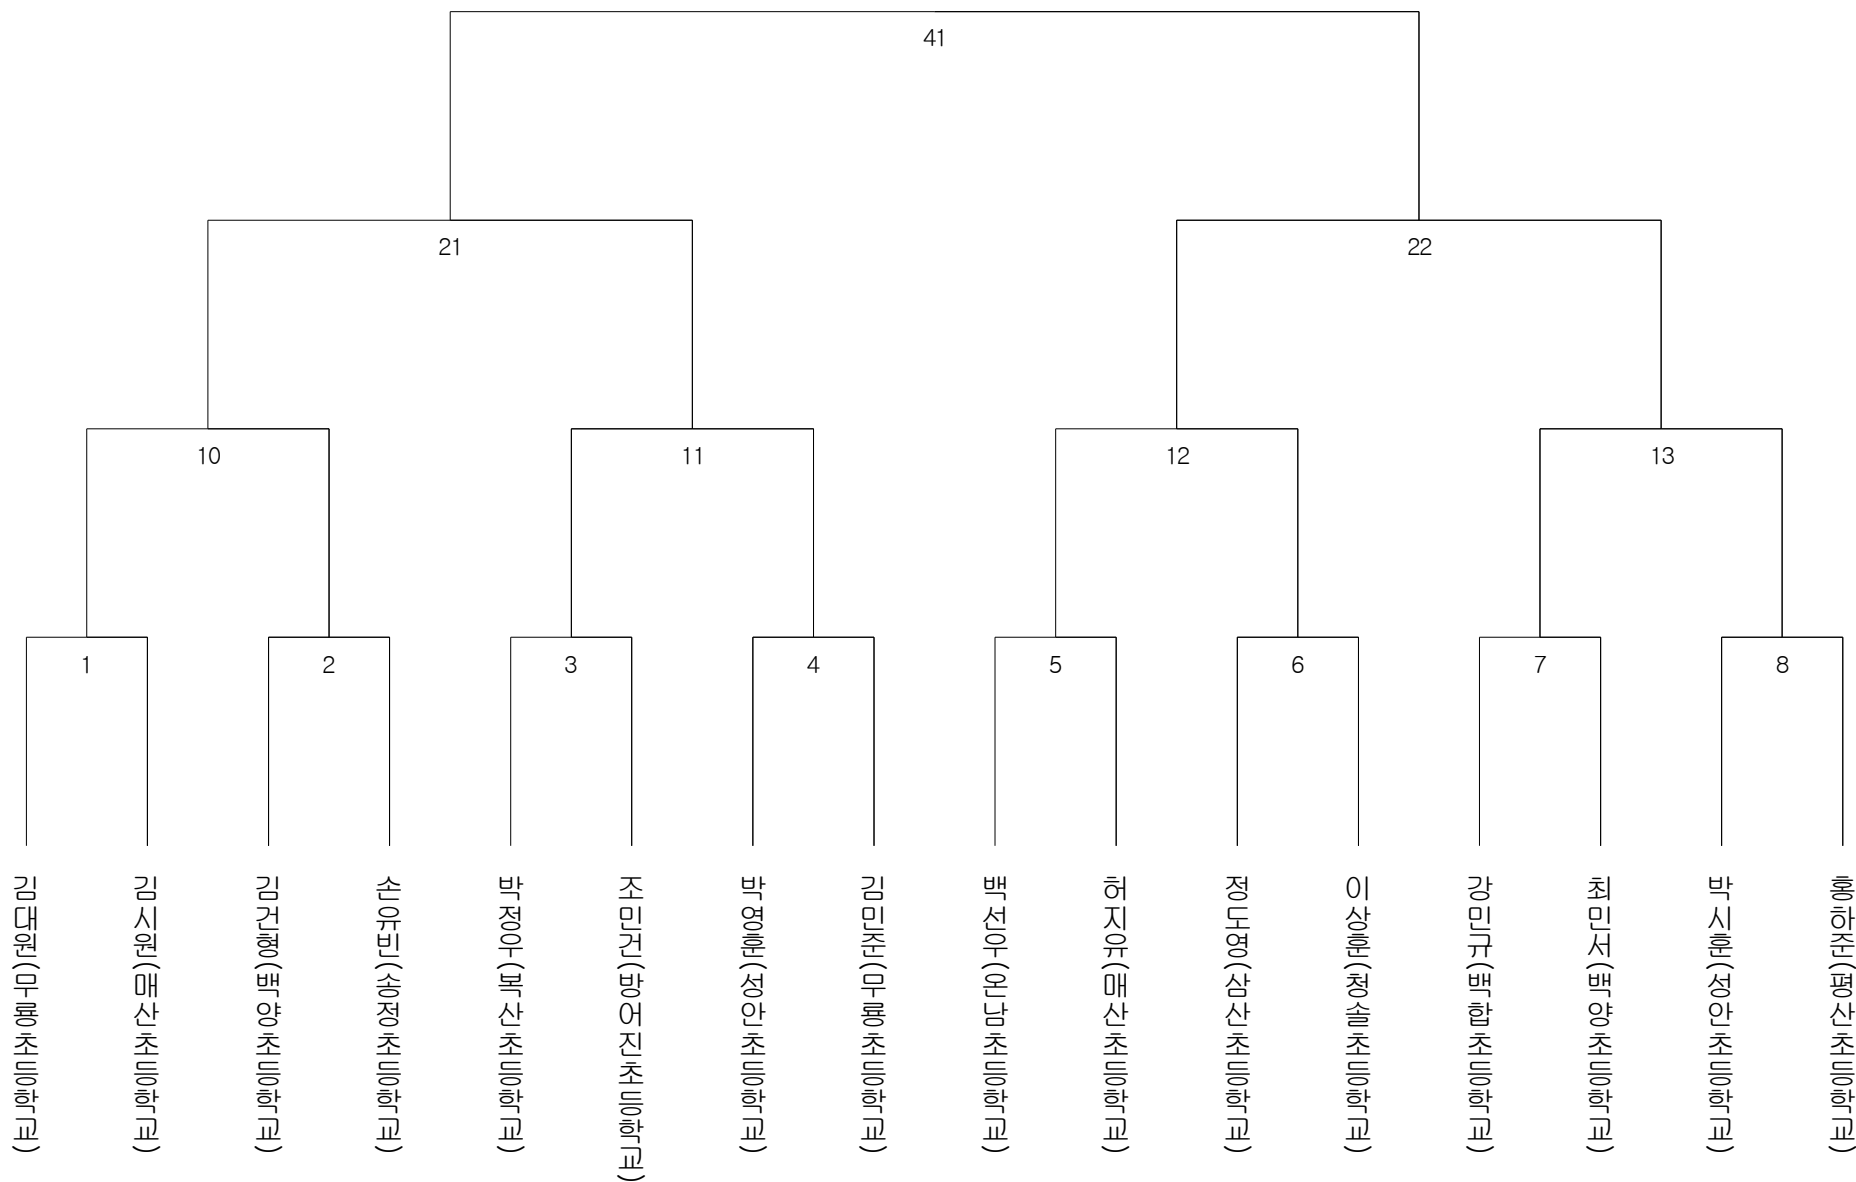 41
21
22
10
11
12
13
1
2
3
4
5
6
7
8
김대원(무룡초등학교)
김시원(매산초등학교)
김건형(백양초등학교)
손유빈(송정초등학교)
박정우(복산초등학교)
조민건(방어진초등학교)
박영훈(성안초등학교)
김민준(무룡초등학교)
백선우(온남초등학교)
허지유(매산초등학교)
정도영(삼산초등학교)
이상훈(청솔초등학교)
강민규(백합초등학교)
최민서(백양초등학교)
박시훈(성안초등학교)
홍하준(평산초등학교)